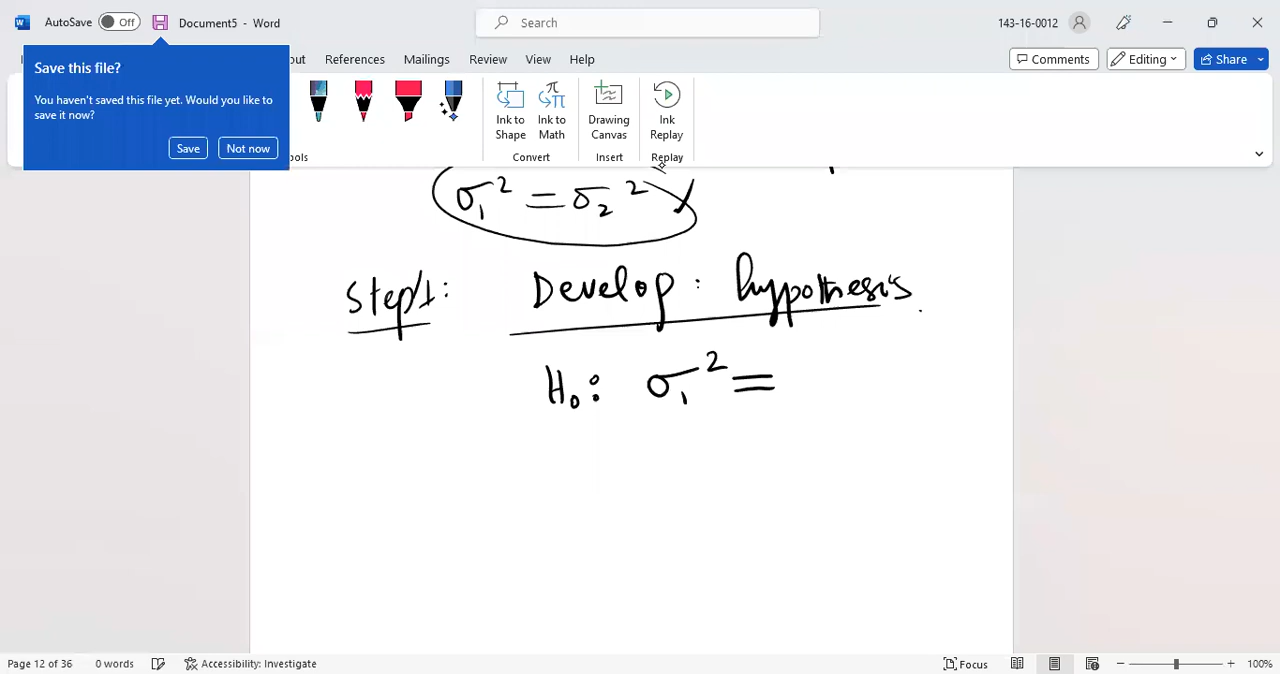 AutoSave Off Document5 - Word Search 143-16-0012
Save this file?
You haven't saved this file yet. Would you like to
save it now?
Save Not now
out References Mailings Review View Help Comments Editing Share
Ink to Shape
Ink to Math
Drawing Canvas
Ink Replay
ols Convert Insert Replay
σ₁² = σ₂²
Step 1: Develop : hypothesis
H₀: σ₁² =
Page 12 of 36 0 words Accessibility: Investigate Focus 100%